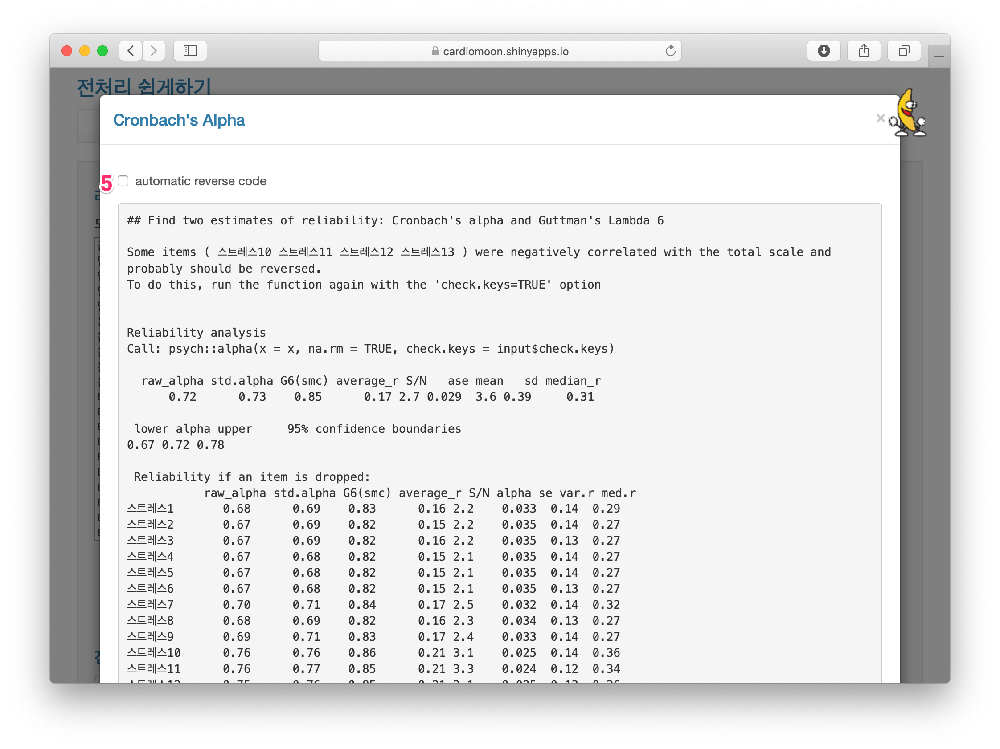 cardiomoon.shinyapps.io
전처리 쉽게하기
Cronbach's Alpha
×
5 automatic reverse code
## Find two estimates of reliability: Cronbach's alpha and Guttman's Lambda 6
Some items ( 스트레스10 스트레스11 스트레스12 스트레스13 ) were negatively correlated with the total scale and
probably should be reversed.
To do this, run the function again with the 'check.keys=TRUE' option
Reliability analysis
Call: psych::alpha(x = x, na.rm = TRUE, check.keys = input$check.keys)
raw_alpha std.alpha G6(smc) average_r S/N ase mean sd median_r
0.72 0.73 0.85 0.17 2.7 0.029 3.6 0.39 0.31
lower alpha upper 95% confidence boundaries
0.67 0.72 0.78
Reliability if an item is dropped:
raw_alpha std.alpha G6(smc) average_r S/N alpha se var.r med.r
스트레스1 0.68 0.69 0.83 0.16 2.2 0.033 0.14 0.29
스트레스2 0.67 0.69 0.82 0.15 2.2 0.035 0.14 0.27
스트레스3 0.67 0.69 0.82 0.16 2.2 0.035 0.13 0.27
스트레스4 0.67 0.68 0.82 0.15 2.1 0.035 0.14 0.27
스트레스5 0.67 0.68 0.82 0.15 2.1 0.035 0.14 0.27
스트레스6 0.67 0.68 0.82 0.15 2.1 0.035 0.13 0.27
스트레스7 0.70 0.71 0.84 0.17 2.5 0.032 0.14 0.32
스트레스8 0.68 0.69 0.82 0.16 2.3 0.034 0.13 0.27
스트레스9 0.69 0.71 0.83 0.17 2.4 0.033 0.14 0.27
스트레스10 0.76 0.76 0.86 0.21 3.1 0.025 0.14 0.36
스트레스11 0.76 0.77 0.85 0.21 3.3 0.024 0.12 0.34